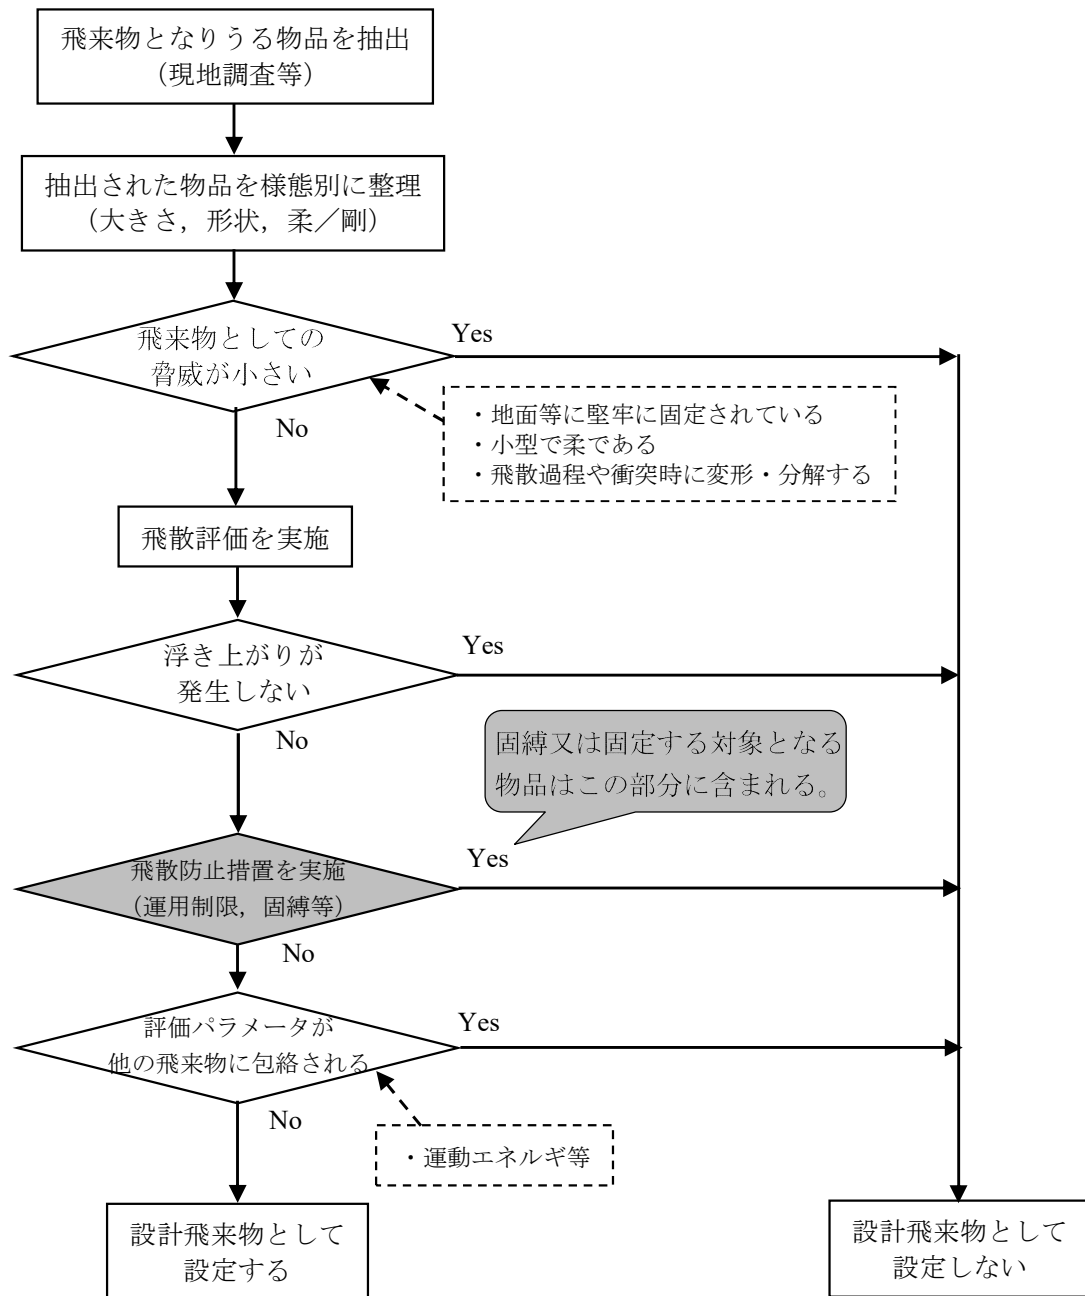 飛来物となりうる物品を抽出
（現地調査等）
抽出された物品を様態別に整理
（大きさ，形状，柔／剛）
飛来物としての
脅威が小さい
Yes
・地面等に堅牢に固定されている
・小型で柔である
・飛散過程や衝突時に変形・分解する
No
飛散評価を実施
浮き上がりが
発生しない
Yes
No
固縛又は固定する対象となる
物品はこの部分に含まれる。
飛散防止措置を実施
（運用制限，固縛等）
Yes
No
評価パラメータが
他の飛来物に包絡される
Yes
No
・運動エネルギ等
設計飛来物として
設定する
設計飛来物として
設定しない